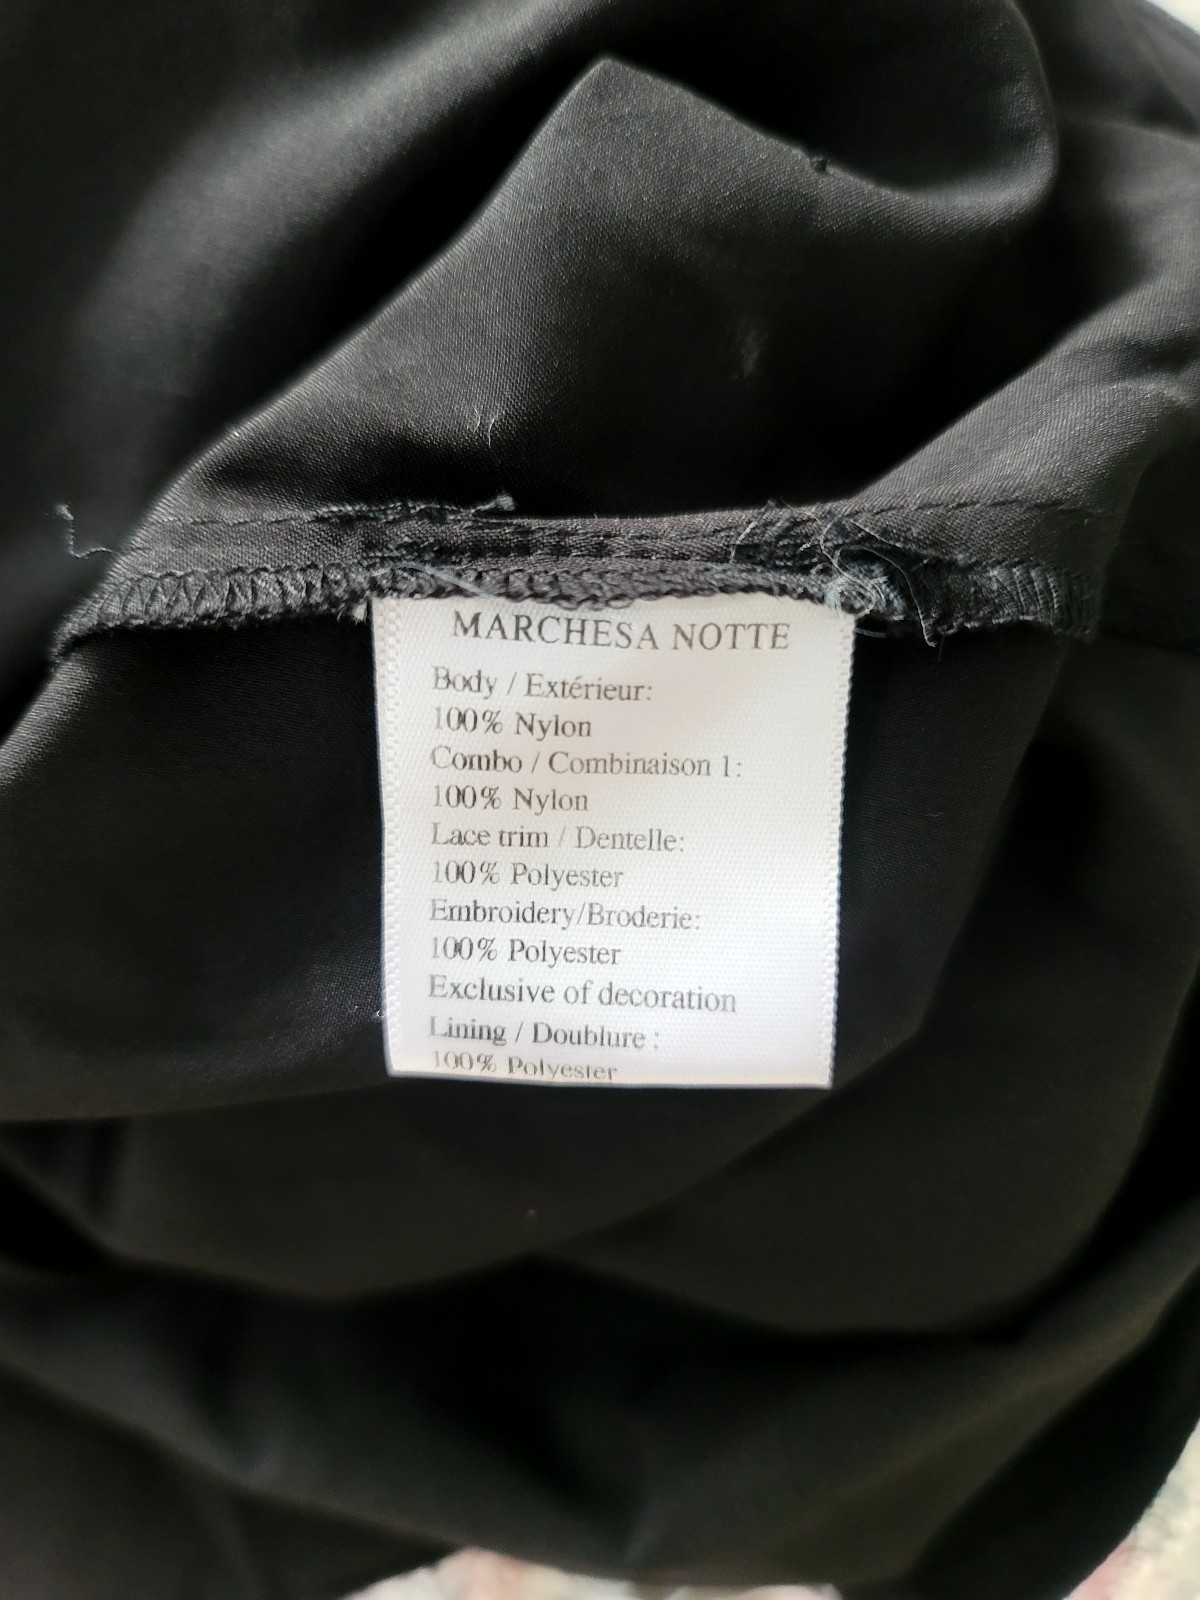 MARCHESA NOTTE
Body / Extérieur:
100% Nylon
Combo / Combinaison 1:
100% Nylon
Lace trim / Dentelle:
100% Polyester
Embroidery/Broderie:
100% Polyester
Exclusive of decoration
Lining / Doublure :
100% Polyester